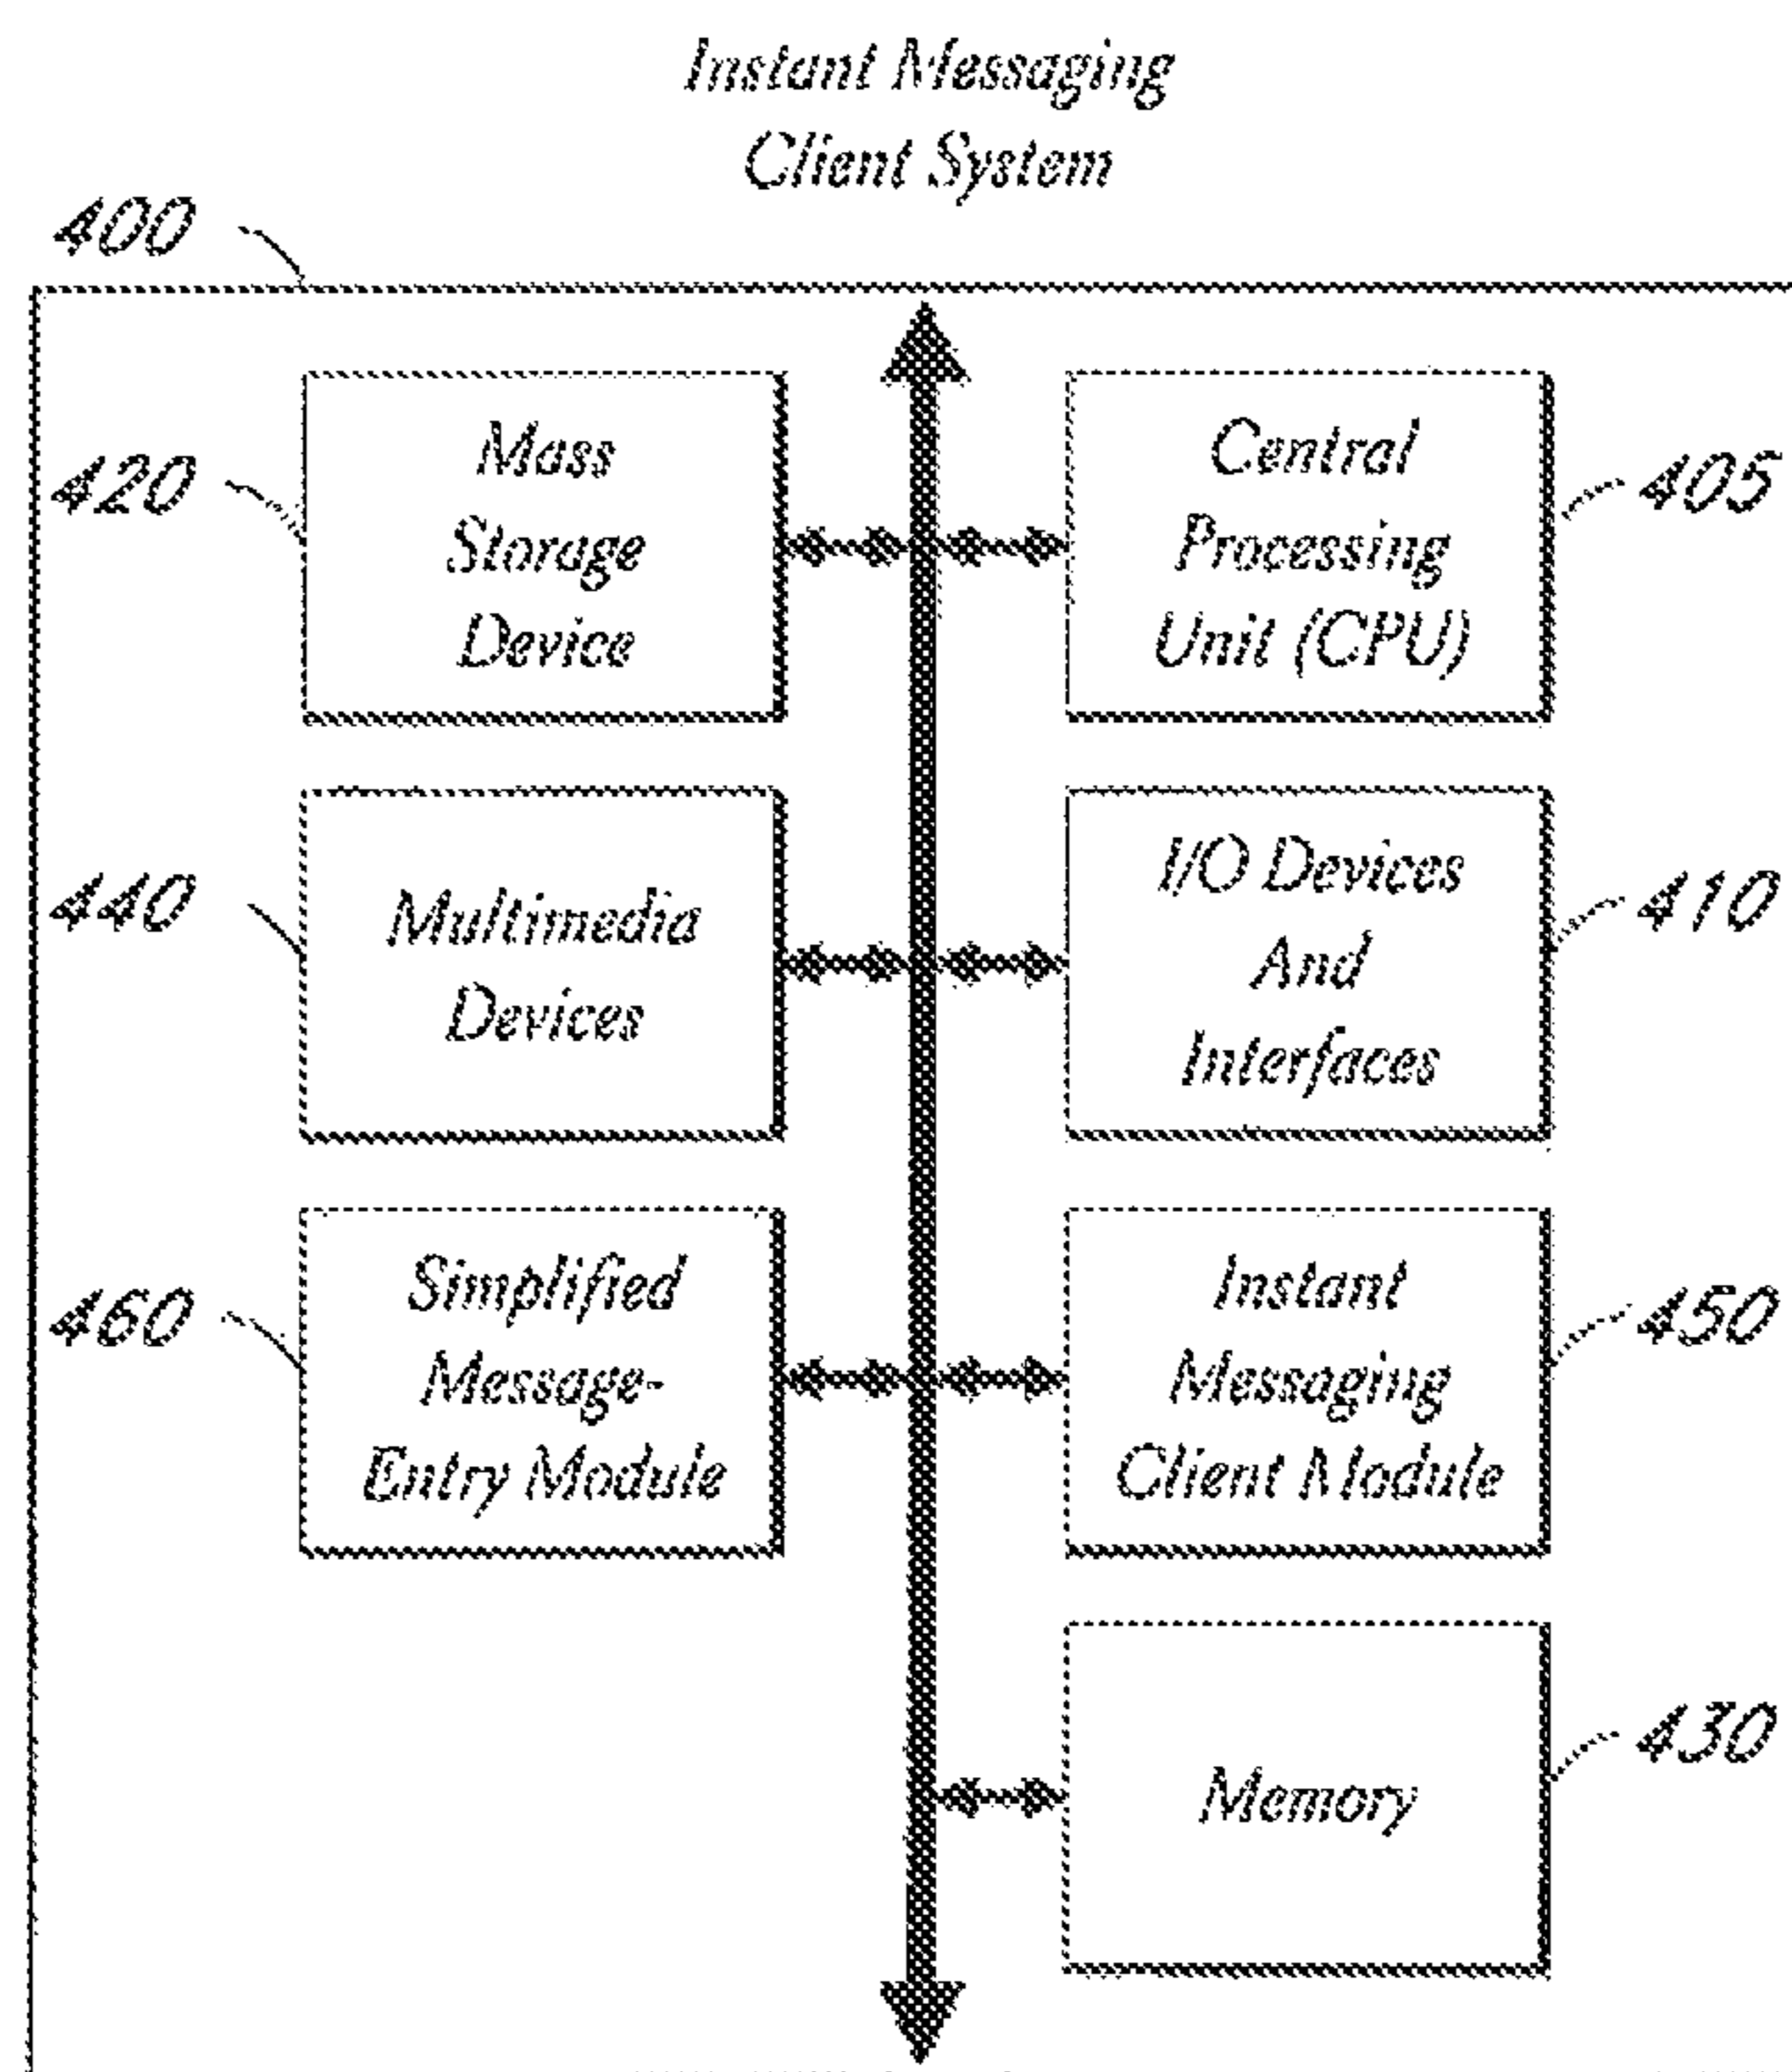 Instant Messaging
Client System
400
420
Mass
Storage
Device
Central
Processing
Unit (CPU)
405
440
Multimedia
Devices
I/O Devices
And
Interfaces
410
460
Simplified
Message-
Entry Module
Instant
Messaging
Client Module
450
Memory
430